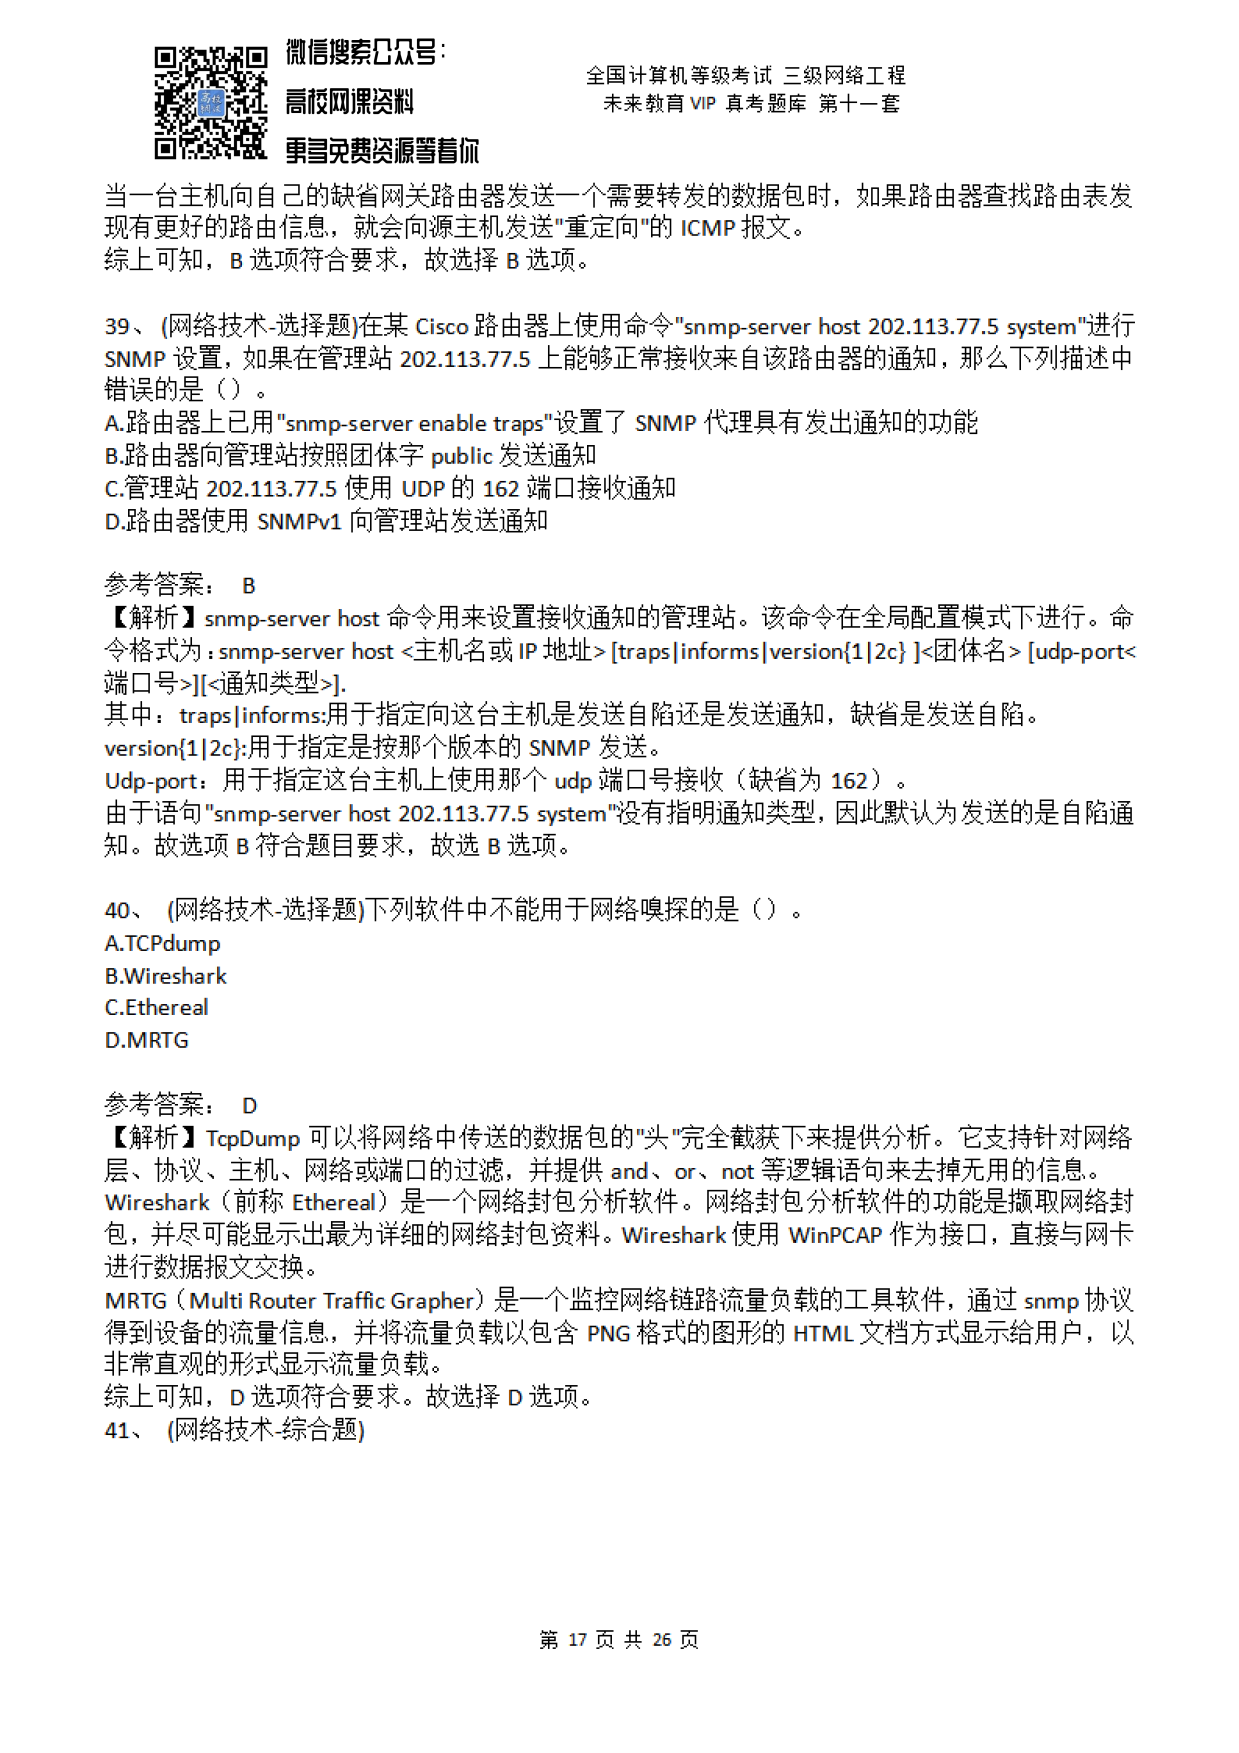 微信搜索公众号：
高校网课资料
更多免费资源等着你
全国计算机等级考试 三级网络工程
未来教育 VIP 真考题库 第十一套
当一台主机向自己的缺省网关路由器发送一个需要转发的数据包时，如果路由器查找路由表发
现有更好的路由信息，就会向源主机发送"重定向"的 ICMP 报文。
综上可知，B 选项符合要求，故选择 B 选项。
39、 (网络技术-选择题)在某 Cisco 路由器上使用命令"snmp-server host 202.113.77.5 system"进行
SNMP 设置，如果在管理站 202.113.77.5 上能够正常接收来自该路由器的通知，那么下列描述中
错误的是（）。
A.路由器上已用"snmp-server enable traps"设置了 SNMP 代理具有发出通知的功能
B.路由器向管理站按照团体字 public 发送通知
C.管理站 202.113.77.5 使用 UDP 的 162 端口接收通知
D.路由器使用 SNMPv1 向管理站发送通知
参考答案： B
【解析】snmp-server host 命令用来设置接收通知的管理站。该命令在全局配置模式下进行。命
令格式为：snmp-server host <主机名或 IP 地址> [traps|informs|version{1|2c} ]<团体名> [udp-port<
端口号>][<通知类型>].
其中：traps|informs:用于指定向这台主机是发送自陷还是发送通知，缺省是发送自陷。
version{1|2c}:用于指定是按那个版本的 SNMP 发送。
Udp-port：用于指定这台主机上使用那个 udp 端口号接收（缺省为 162）。
由于语句"snmp-server host 202.113.77.5 system"没有指明通知类型，因此默认为发送的是自陷通
知。故选项 B 符合题目要求，故选 B 选项。
40、 (网络技术-选择题)下列软件中不能用于网络嗅探的是（）。
A.TCPdump
B.Wireshark
C.Ethereal
D.MRTG
参考答案： D
【解析】TcpDump 可以将网络中传送的数据包的"头"完全截获下来提供分析。它支持针对网络
层、协议、主机、网络或端口的过滤，并提供 and、or、not 等逻辑语句来去掉无用的信息。
Wireshark（前称 Ethereal）是一个网络封包分析软件。网络封包分析软件的功能是撷取网络封
包，并尽可能显示出最为详细的网络封包资料。Wireshark 使用 WinPCAP 作为接口，直接与网卡
进行数据报文交换。
MRTG（Multi Router Traffic Grapher）是一个监控网络链路流量负载的工具软件，通过 snmp 协议
得到设备的流量信息，并将流量负载以包含 PNG 格式的图形的 HTML 文档方式显示给用户，以
非常直观的形式显示流量负载。
综上可知，D 选项符合要求。故选择 D 选项。
41、 (网络技术-综合题)
第 17 页 共 26 页